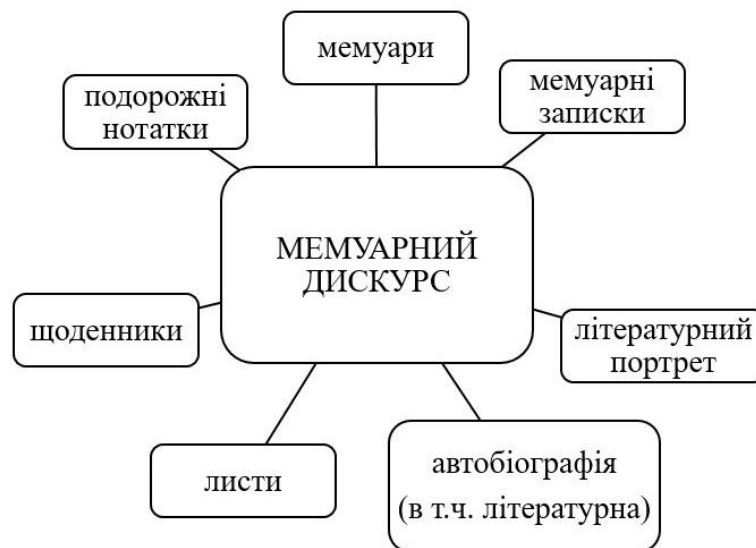 мемуари
подорожні
нотатки
мемуарні
записки
МЕМУАРНИЙ
ДИСКУРС
щоденники
літературний
портрет
листи
автобіографія
(в т.ч. літературна)